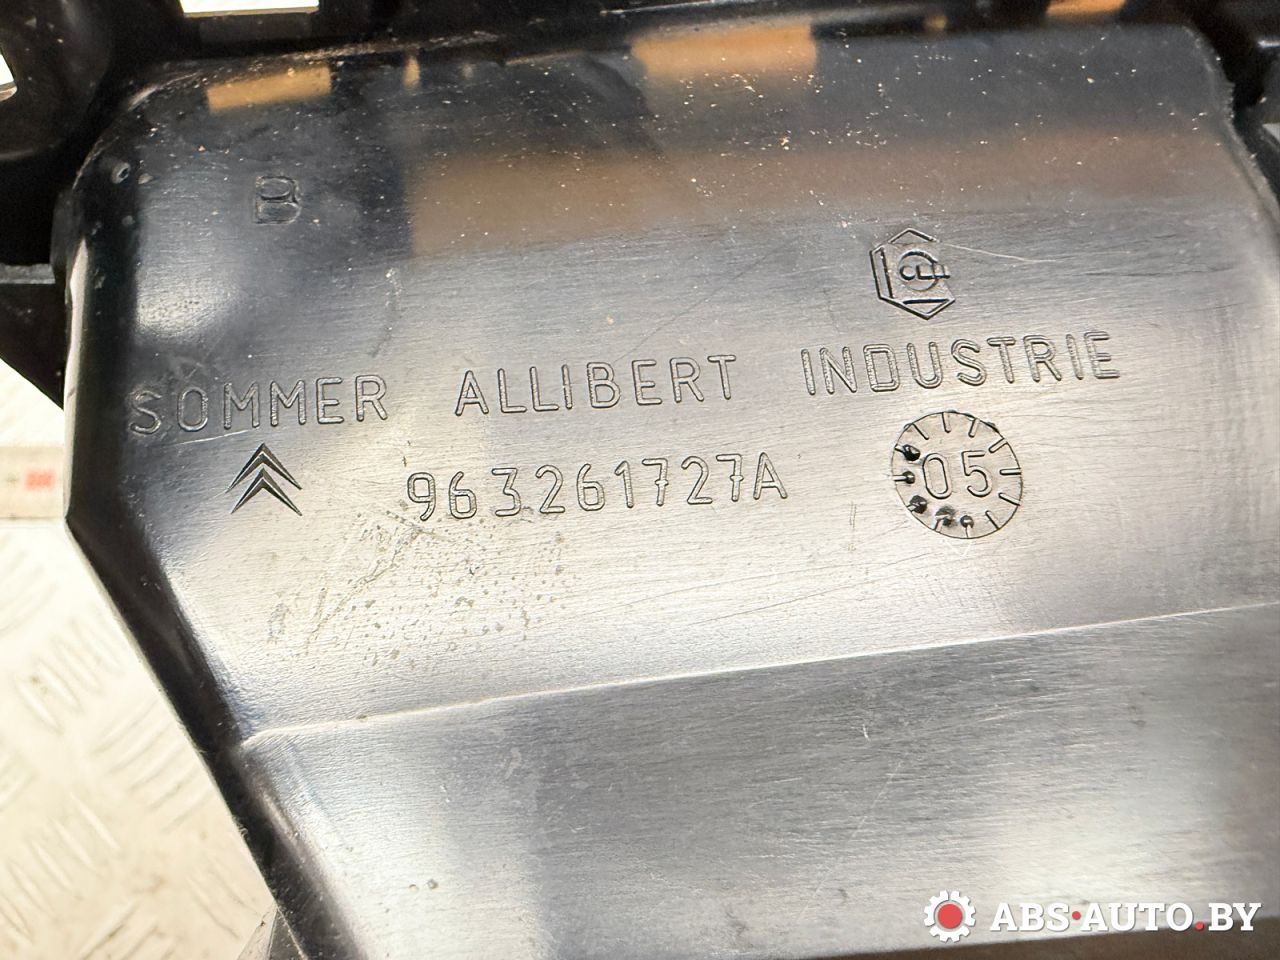 B
SOMMER ALLIBERT INDUSTRIE
963261727A
05
ABS·AUTO.BY